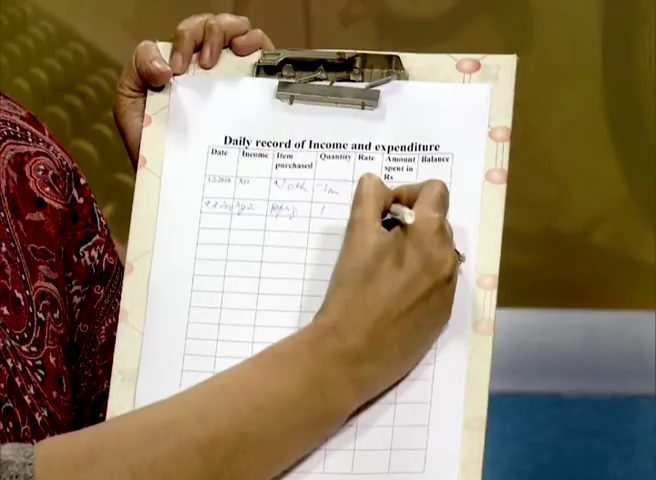 Daily record of Income and expenditure
Date Income Item purchased Quantity Rate Amount spent in Rs Balance
1.2.2016 Xyz Cloth 1m